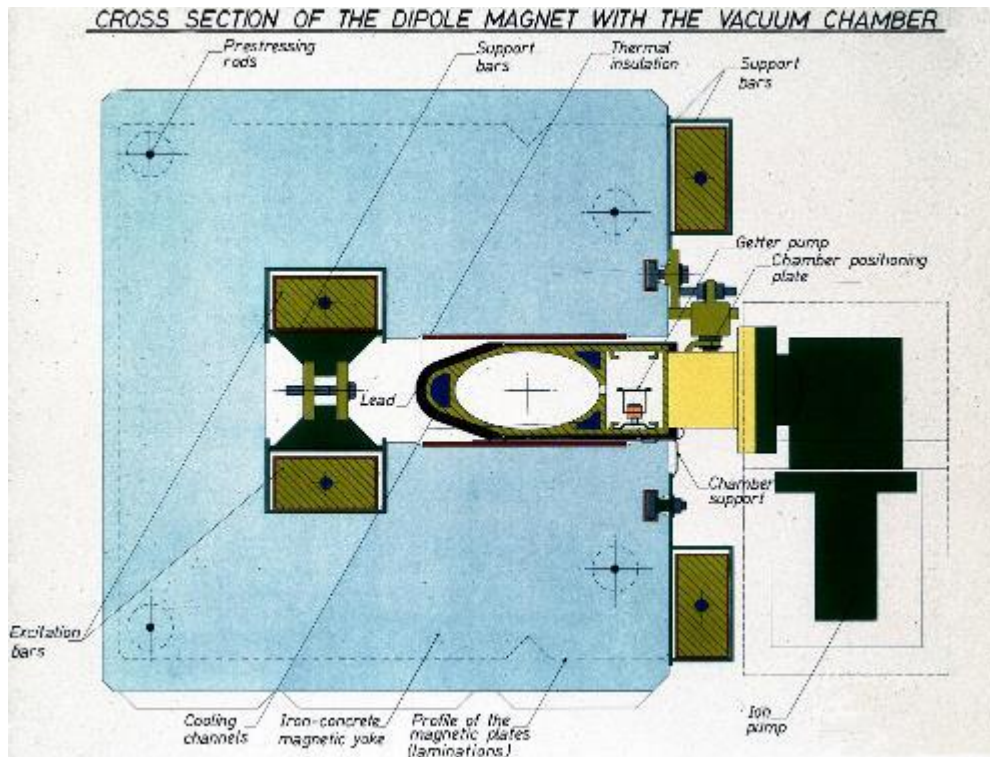 CROSS SECTION OF THE DIPOLE MAGNET WITH THE VACUUM CHAMBER
Prestressing
rods
Support
bars
Thermal
insulation
Support
bars
Getter pump
Chamber positioning
plate
Lead
Chamber
support
Excitation
bars
Cooling
channels
Iron-concrete
magnetic yoke
Profile of the
magnetic plates
(laminations)
Ion
pump